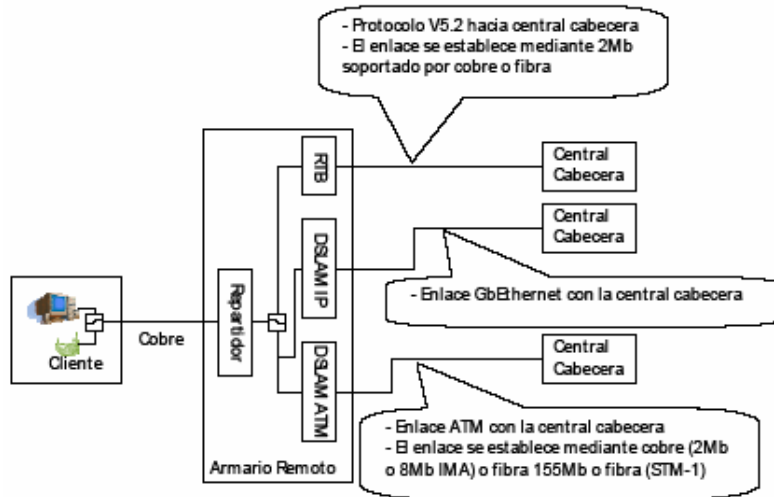 - Protocolo V5.2 hacia central cabecera
- El enlace se establece mediante 2Mb
soportado por cobre o fibra
RTB
Central
Cabecera
DSLAM IP
Central
Cabecera
- Enlace GbEthernet con la central cabecera
Repartidor
Cliente
Cobre
DSLAM ATM
Central
Cabecera
- Enlace ATM con la central cabecera
- El enlace se establece mediante cobre (2Mb
o 8Mb IMA) o fibra 155Mb o fibra (STM-1)
Armario Remoto